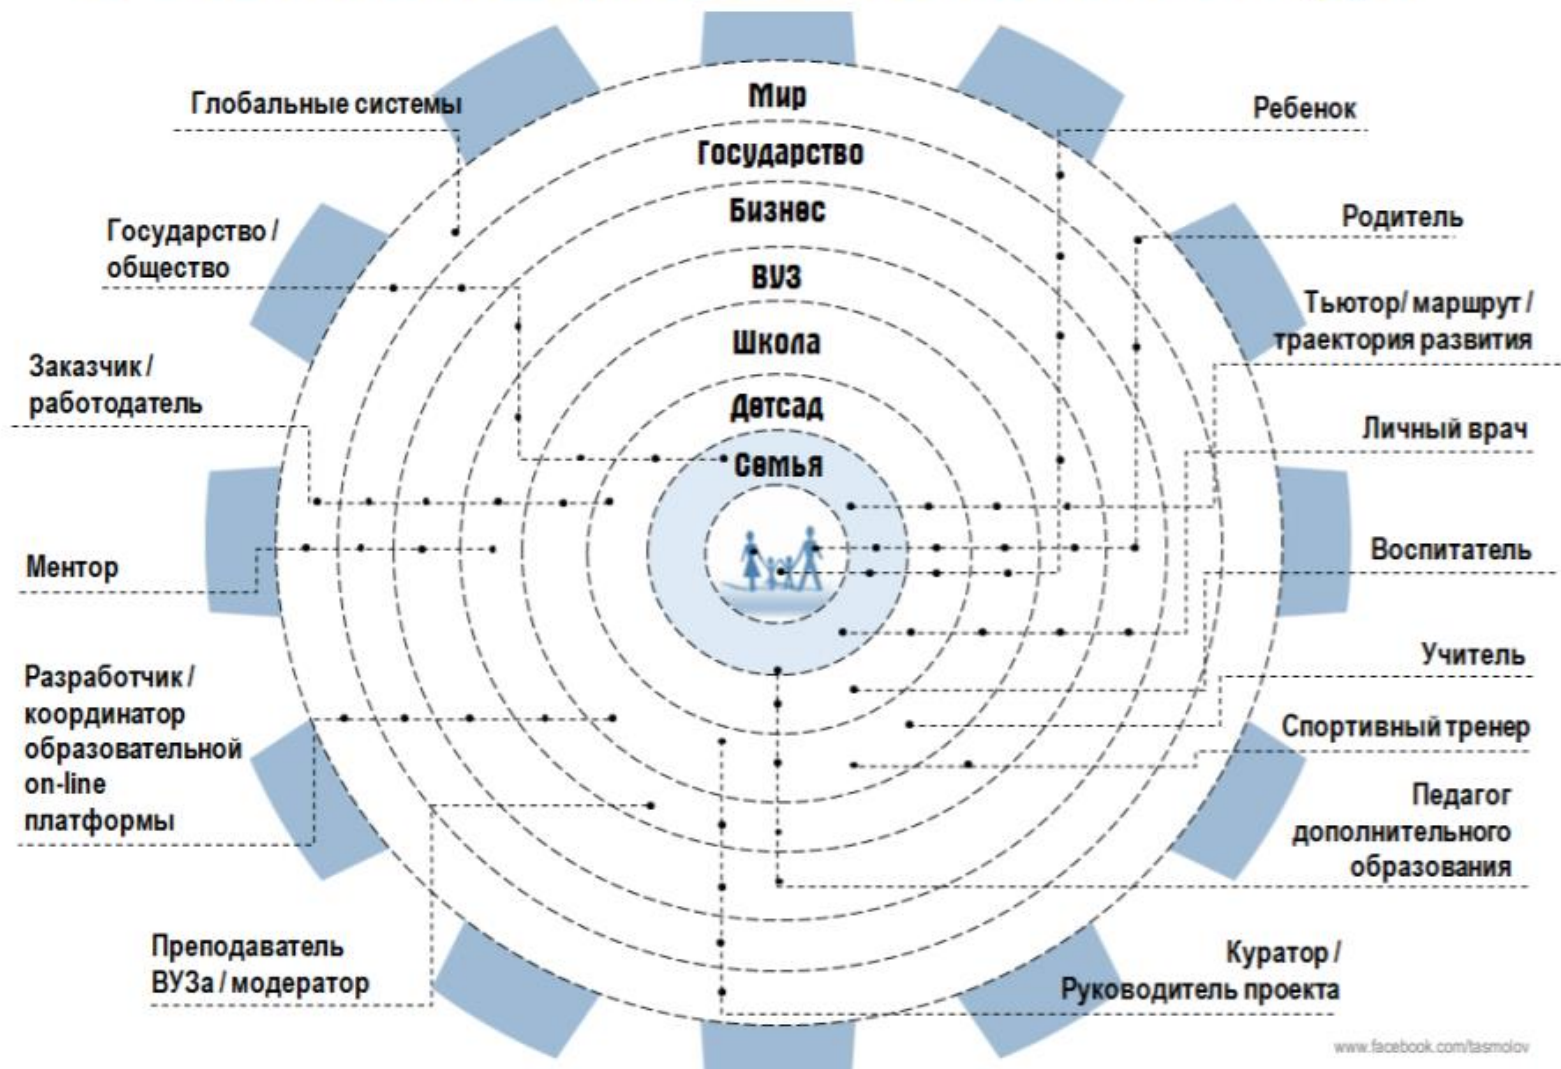 Мир
Государство
Бизнес
ВУЗ
Школа
Детсад
Семья
Глобальные системы
Государство /
общество
Заказчик /
работодатель
Ментор
Разработчик /
координатор
образовательной
on-line
платформы
Преподаватель
ВУЗа / модератор
Ребенок
Родитель
Тьютор/ маршрут /
траектория развития
Личный врач
Воспитатель
Учитель
Спортивный тренер
Педагог
дополнительного
образования
Куратор /
Руководитель проекта
www.facebook.com/tasmolov